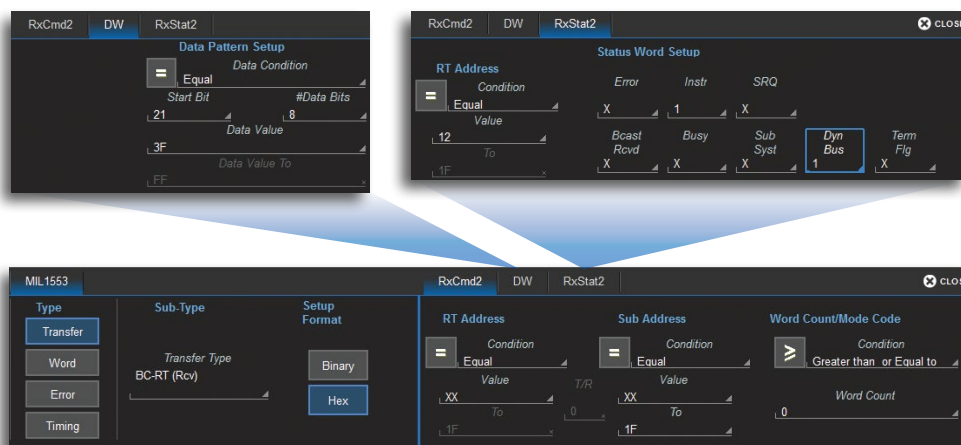 RxCmd2 DW RxStat2
Data Pattern Setup
Data Condition
= Equal
Start Bit #Data Bits
21 8
Data Value
3F
Data Value To
FF
RxCmd2 DW RxStat2 CLOS
Status Word Setup
RT Address
Condition
= Equal
Value
12
To
1F
Error Instr SRQ
X 1 X
Bcast Rcvd Busy Sub Syst Dyn Bus Term Flg
X X X 1 X
MIL1553
Type Sub-Type Setup Format
Transfer
Word
Error
Timing
Transfer Type
BC-RT (Rcv)
Binary
Hex
RxCmd2 DW RxStat2 CLOS
RT Address Sub Address Word Count/Mode Code
Condition Condition Condition
= Equal = Equal ≥ Greater than or Equal to
Value T/R Value Word Count
XX 0 XX 0
To To
1F 1F